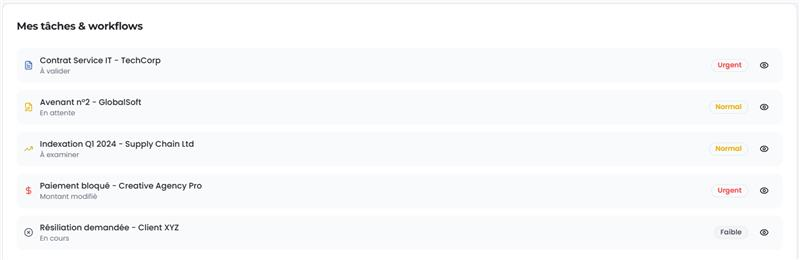 Mes tâches & workflows
Contrat Service IT - TechCorp
À valider
Urgent
Avenant n°2 - GlobalSoft
En attente
Normal
Indexation Q1 2024 - Supply Chain Ltd
À examiner
Normal
Paiement bloqué - Creative Agency Pro
Montant modifié
Urgent
Résiliation demandée - Client XYZ
En cours
Faible